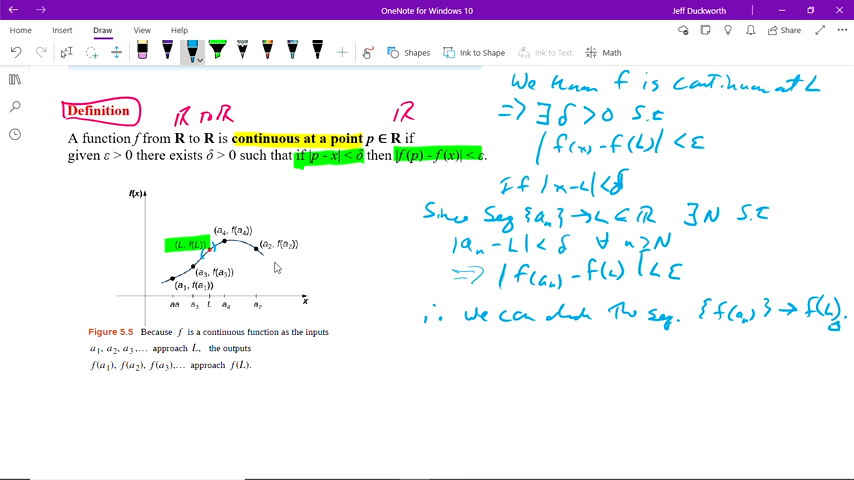 OneNote for Windows 10
Jeff Duckworth
Home Insert Draw View Help
Share
Shapes Ink to Shape Ink to Text Math
Definition
R to R
R
A function f from R to R is continuous at a point p ∈ R if
given ε > 0 there exists δ > 0 such that if |p - x| < δ then |f(p) - f(x)| < ε.
f(x)
(a4, f(a4))
(L, f(L))
(a2, f(a2))
(a3, f(a3))
(a1, f(a1))
aa a3 L a4 a2 x
Figure 5.5 Because f is a continuous function as the inputs
a1, a2, a3,… approach L, the outputs
f(a1), f(a2), f(a3),… approach f(L).
We know f is continuous at L
=> ∃ δ > 0 S.t
|f(x) - f(L)| < ε
If |x - L| < δ
Since Seq {an} → L ∈ R ∃ N S.t
|an - L| < δ ∀ n ≥ N
=> |f(an) - f(L)| < ε
∴ we can the seq. {f(an)} → f(L).